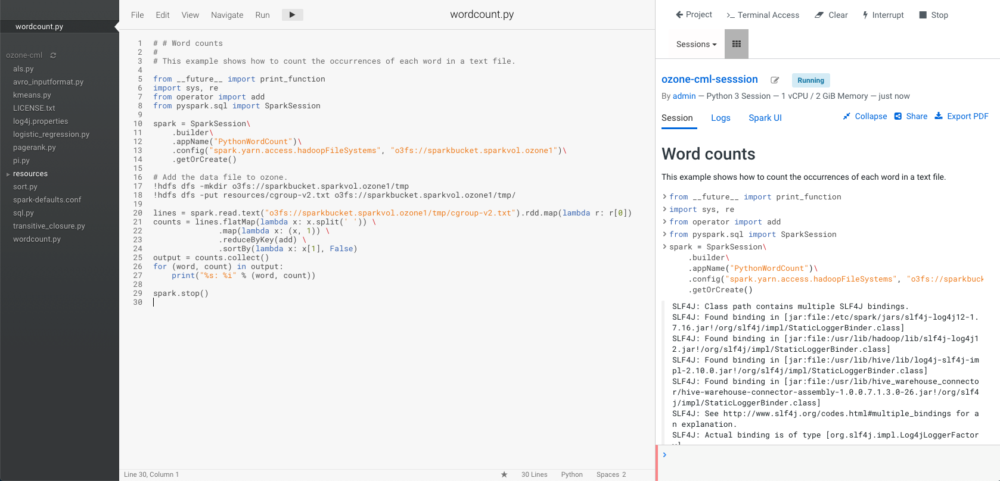 wordcount.py
ozone-cml
als.py
avro_inputformat.py
kmeans.py
LICENSE.txt
log4j.properties
logistic_regression.py
pagerank.py
pi.py
resources
sort.py
spark-defaults.conf
sql.py
transitive_closure.py
wordcount.py
File Edit View Navigate Run
wordcount.py
1 # # Word counts
2 #
3 # This example shows how to count the occurrences of each word in a text file.
4
5 from __future__ import print_function
6 import sys, re
7 from operator import add
8 from pyspark.sql import SparkSession
9
10 spark = SparkSession\
11     .builder\
12     .appName("PythonWordCount")\
13     .config("spark.yarn.access.hadoopFileSystems", "o3fs://sparkbucket.sparkvol.ozone1")\
14     .getOrCreate()
15
16 # Add the data file to ozone.
17 !hdfs dfs -mkdir o3fs://sparkbucket.sparkvol.ozone1/tmp
18 !hdfs dfs -put resources/cgroup-v2.txt o3fs://sparkbucket.sparkvol.ozone1/tmp/
19
20 lines = spark.read.text("o3fs://sparkbucket.sparkvol.ozone1/tmp/cgroup-v2.txt").rdd.map(lambda r: r[0])
21 counts = lines.flatMap(lambda x: x.split(' ')) \
22               .map(lambda x: (x, 1)) \
23               .reduceByKey(add) \
24               .sortBy(lambda x: x[1], False)
25 output = counts.collect()
26 for (word, count) in output:
27     print("%s: %i" % (word, count))
28
29 spark.stop()
30
Line 30, Column 1
30 Lines Python Spaces 2
Project Terminal Access Clear Interrupt Stop
Sessions
ozone-cml-sesssion Running
By admin — Python 3 Session — 1 vCPU / 2 GiB Memory — just now
Session Logs Spark UI Collapse Share Export PDF
Word counts
This example shows how to count the occurrences of each word in a text file.
> from __future__ import print_function
> import sys, re
> from operator import add
> from pyspark.sql import SparkSession
> spark = SparkSession\
    .builder\
    .appName("PythonWordCount")\
    .config("spark.yarn.access.hadoopFileSystems", "o3fs://sparkbuck
    .getOrCreate()
SLF4J: Class path contains multiple SLF4J bindings.
SLF4J: Found binding in [jar:file:/etc/spark/jars/slf4j-log4j12-1.
7.16.jar!/org/slf4j/impl/StaticLoggerBinder.class]
SLF4J: Found binding in [jar:file:/usr/lib/hadoop/lib/slf4j-log4j1
2.jar!/org/slf4j/impl/StaticLoggerBinder.class]
SLF4J: Found binding in [jar:file:/usr/lib/hive/lib/log4j-slf4j-im
pl-2.10.0.jar!/org/slf4j/impl/StaticLoggerBinder.class]
SLF4J: Found binding in [jar:file:/usr/lib/hive_warehouse_connecto
r/hive-warehouse-connector-assembly-1.0.0.7.1.3.0-26.jar!/org/slf4
j/impl/StaticLoggerBinder.class]
SLF4J: See http://www.slf4j.org/codes.html#multiple_bindings for a
n explanation.
SLF4J: Actual binding is of type [org.slf4j.impl.Log4jLoggerFactor
>